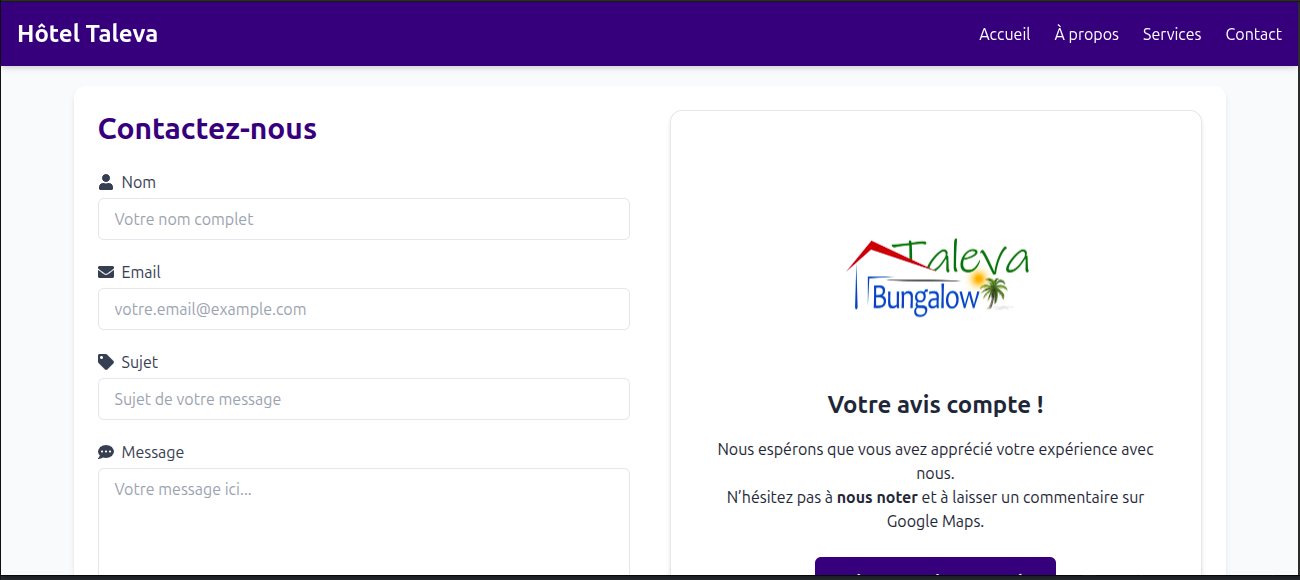 Hôtel Taleva
Accueil
À propos
Services
Contact
Contactez-nous
Nom
Votre nom complet
Email
votre.email@example.com
Sujet
Sujet de votre message
Message
Votre message ici...
Taleva
Bungalow
Votre avis compte !
Nous espérons que vous avez apprécié votre expérience avec
nous.
N’hésitez pas à nous noter et à laisser un commentaire sur
Google Maps.